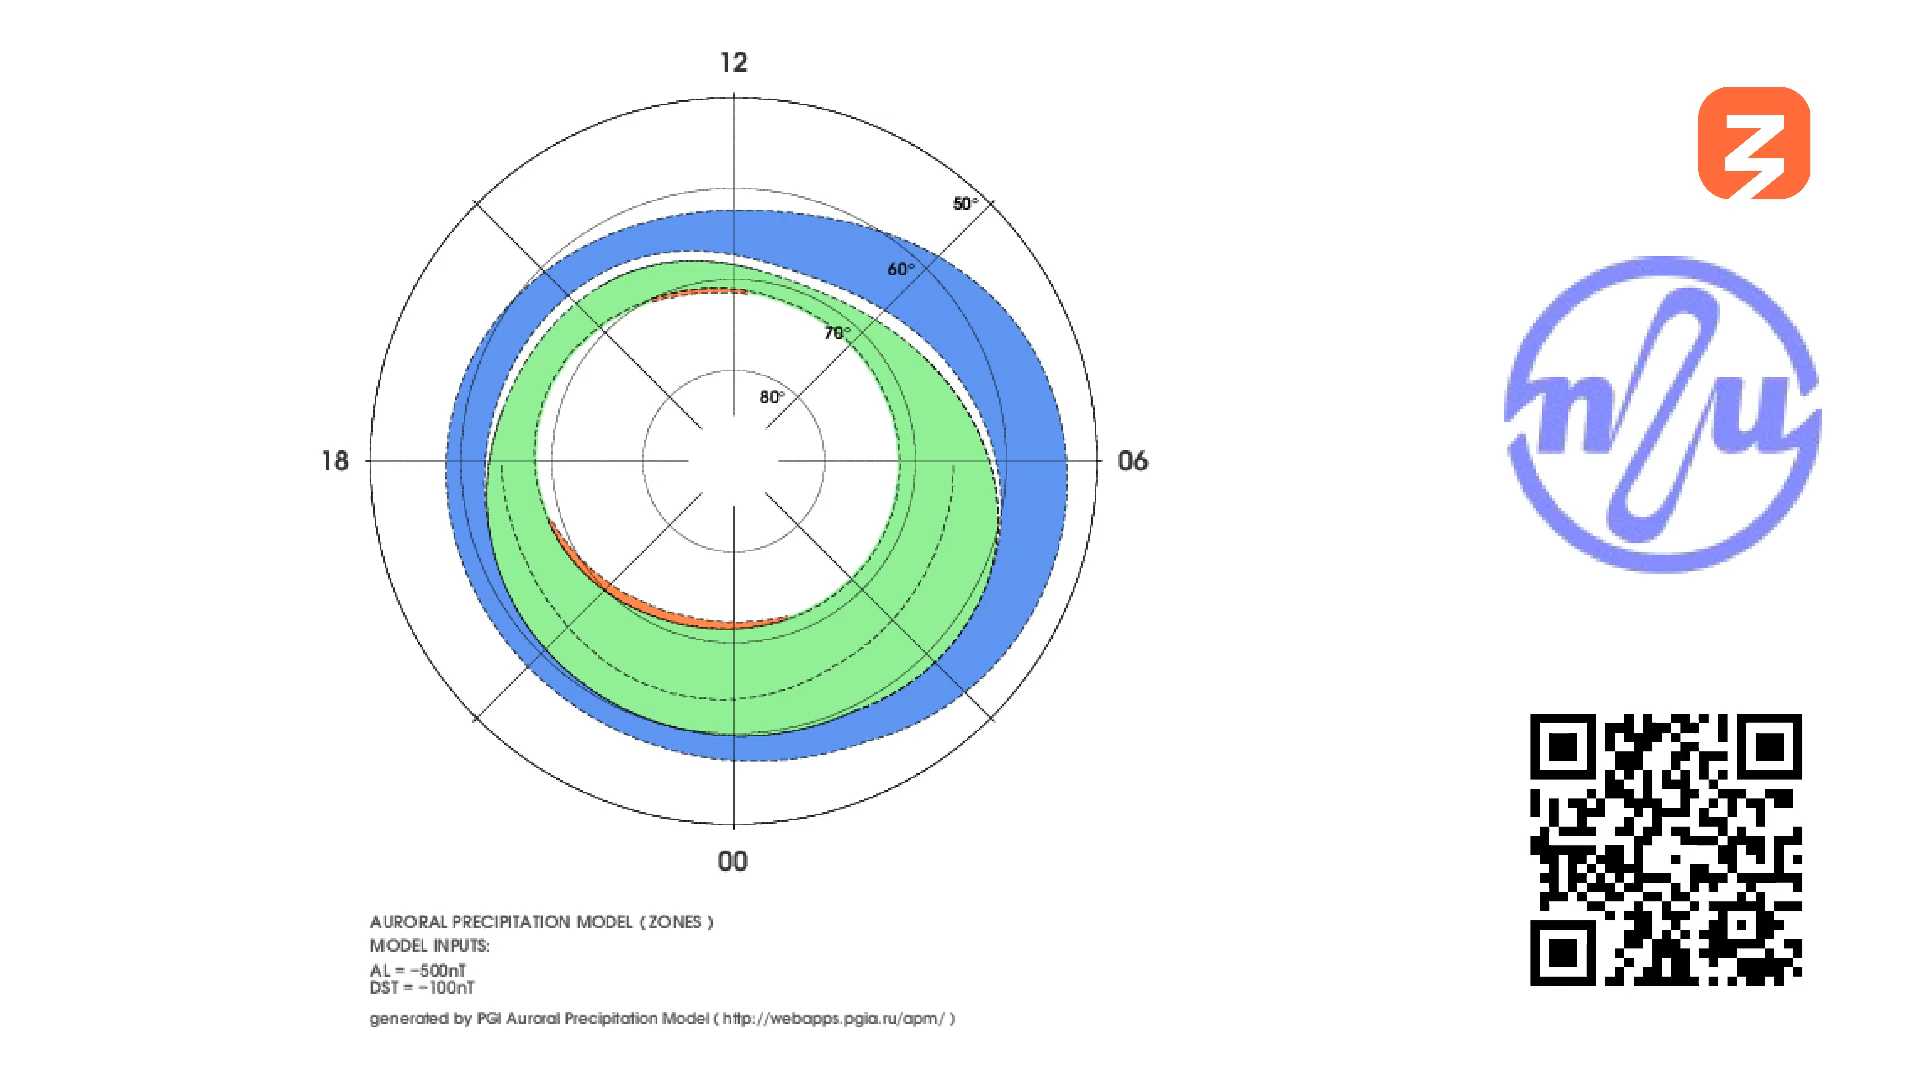 12
50°
60°
70°
80°
18
06
00
AURORAL PRECIPITATION MODEL ( ZONES )
MODEL INPUTS:
AL = -500nT
DST = -100nT
generated by PGI Auroral Precipitation Model ( http://webapps.pgia.ru/apm/ )